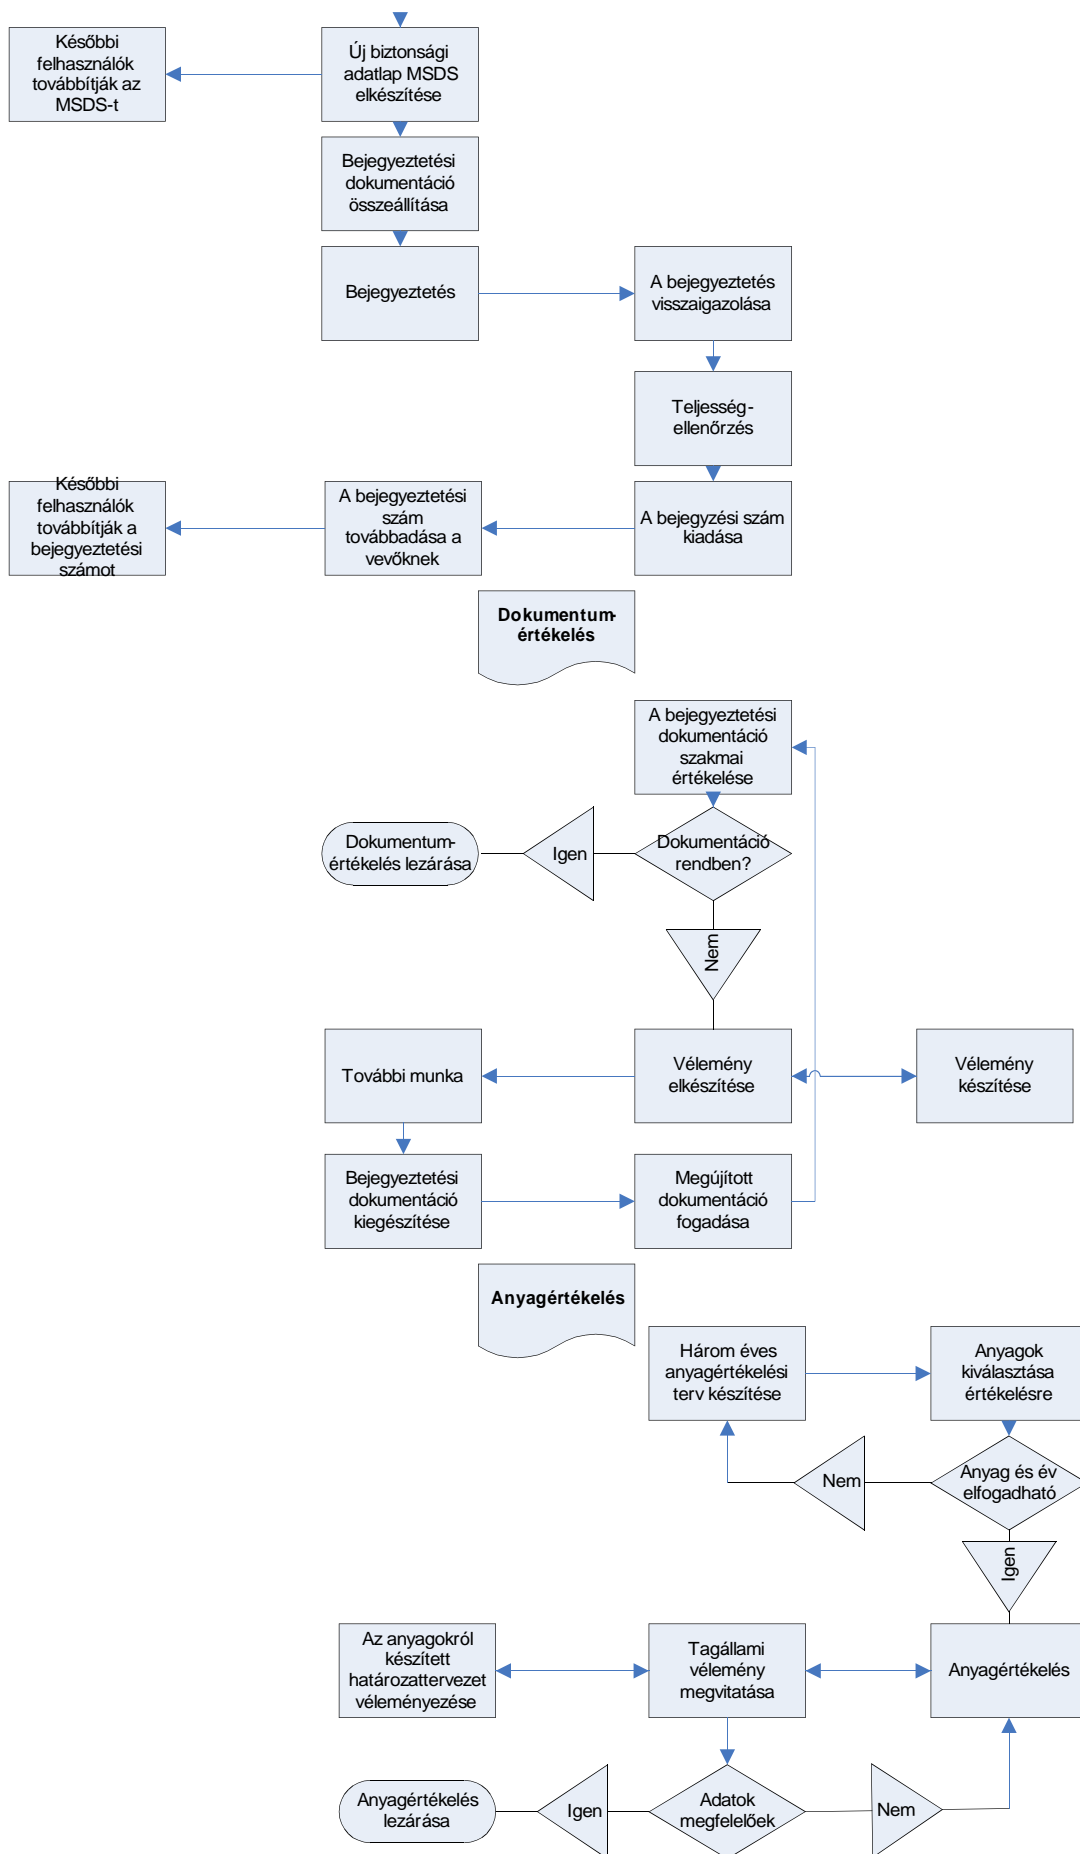 Későbbi
felhasználók
továbbítják az
MSDS-t
Új biztonsági
adatlap MSDS
elkészítése
Bejegyeztetési
dokumentáció
összeállítása
Bejegyeztetés
A bejegyeztetés
visszaigazolása
Teljesség-
ellenőrzés
Későbbi
felhasználók
továbbítják a
bejegyeztetési
számot
A bejegyeztetési
szám
továbbadása a
vevőknek
A bejegyzési szám
kiadása
Dokumentum-
értékelés
A bejegyeztetési
dokumentáció
szakmai
értékelése
Dokumentum-
értékelés lezárása
Igen
Dokumentáció
rendben?
Nem
További munka
Vélemény
elkészítése
Vélemény
készítése
Bejegyeztetési
dokumentáció
kiegészítése
Megújított
dokumentáció
fogadása
Anyagértékelés
Három éves
anyagértékelési
terv készítése
Anyagok
kiválasztása
értékelésre
Nem
Anyag és év
elfogadható
Igen
Az anyagokról
készített
határozattervezet
véleményezése
Tagállami
vélemény
megvitatása
Anyagértékelés
Anyagértékelés
lezárása
Igen
Adatok
megfelelőek
Nem